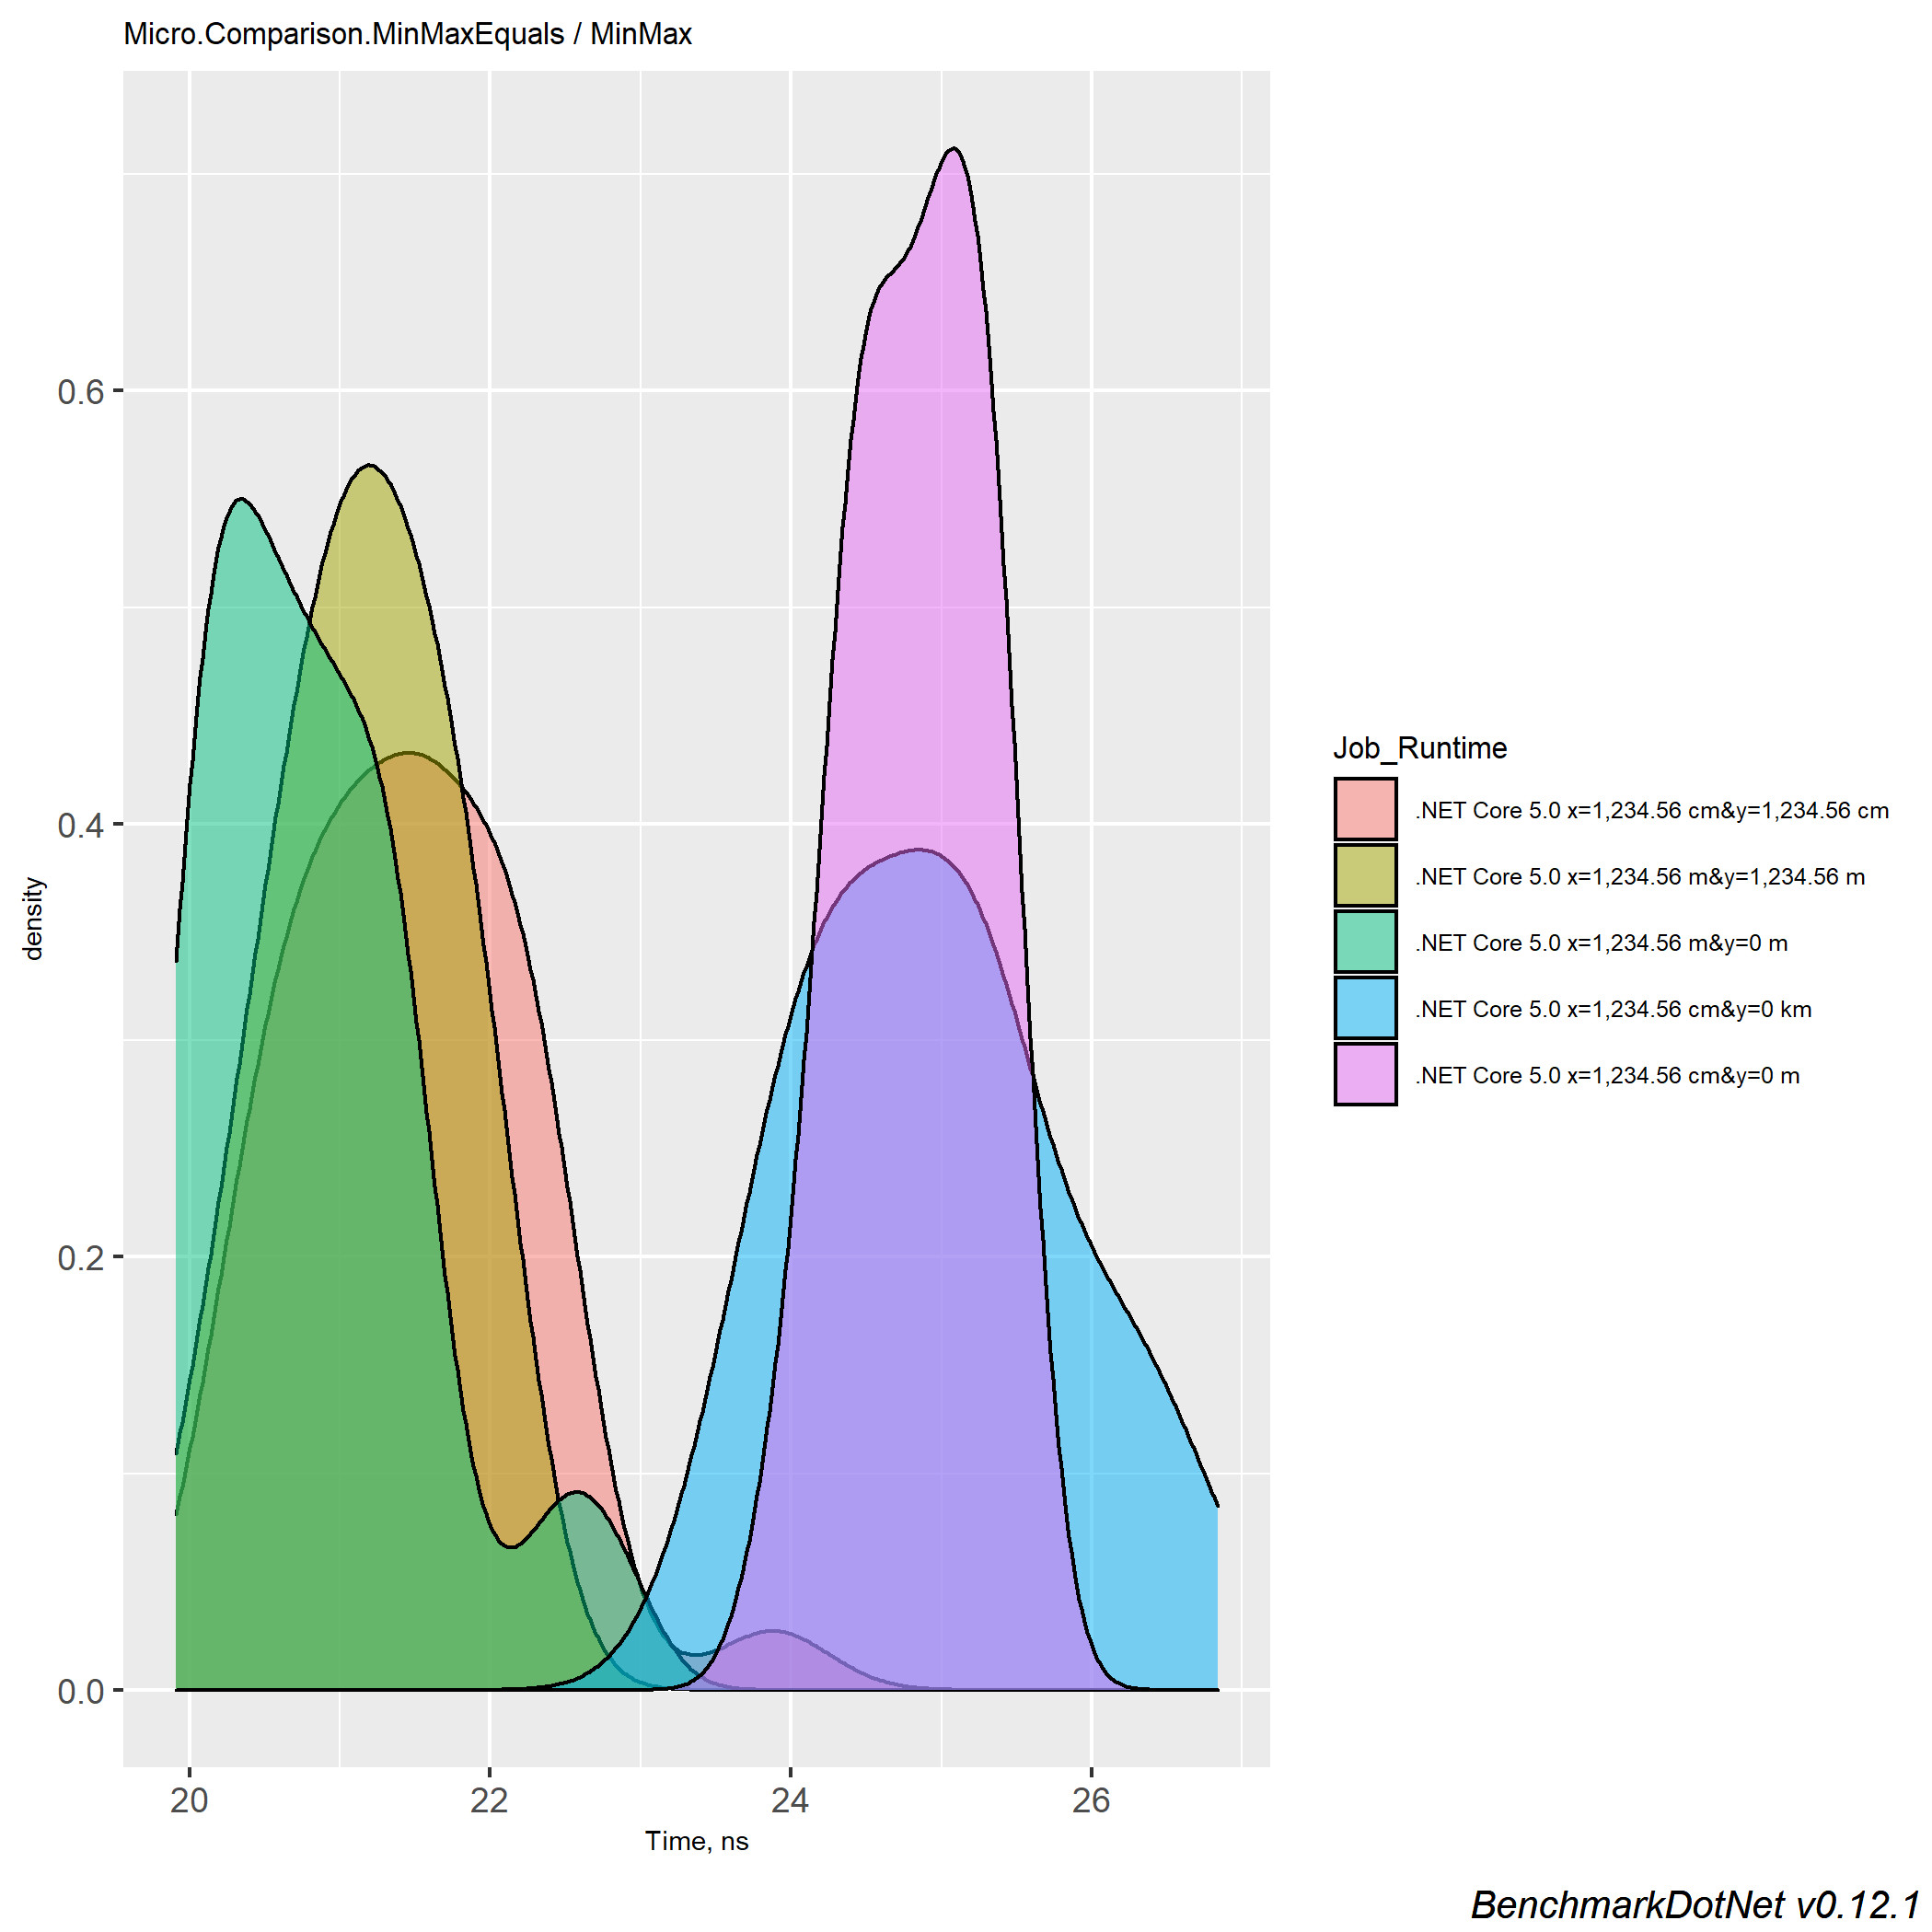 Micro.Comparison.MinMaxEquals / MinMax
0.6
0.4
0.2
0.0
density
20 22 24 26
Time, ns
Job_Runtime
.NET Core 5.0 x=1,234.56 cm&y=1,234.56 cm
.NET Core 5.0 x=1,234.56 m&y=1,234.56 m
.NET Core 5.0 x=1,234.56 m&y=0 m
.NET Core 5.0 x=1,234.56 cm&y=0 km
.NET Core 5.0 x=1,234.56 cm&y=0 m
BenchmarkDotNet v0.12.1